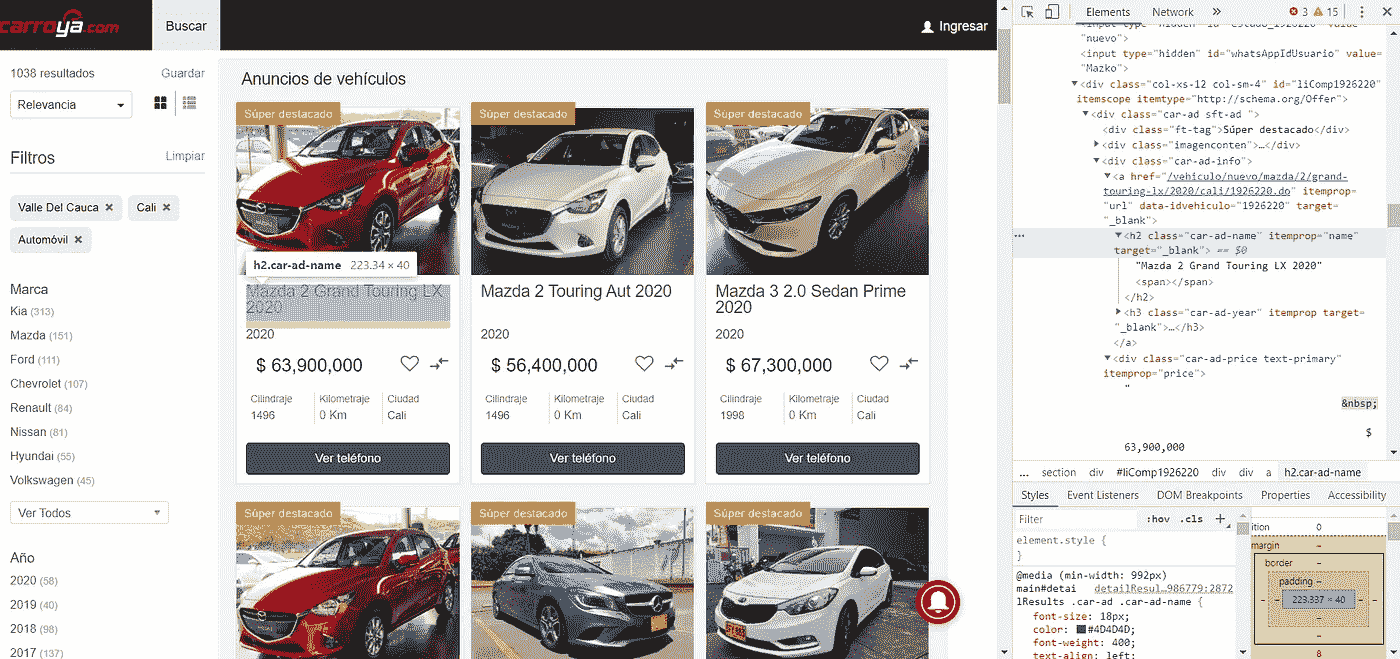 carroya.com
Buscar
Ingresar
1038 resultados
Guardar
Relevancia
Filtros
Limpiar
Valle Del Cauca ×
Cali ×
Automóvil ×
Marca
Kia (313)
Mazda (151)
Ford (111)
Chevrolet (107)
Renault (84)
Nissan (81)
Hyundai (55)
Volkswagen (45)
Ver Todos
Año
2020 (58)
2019 (40)
2018 (98)
2017 (137)
Anuncios de vehículos
Súper destacado
h2.car-ad-name 223.34 × 40
Mazda 2 Grand Touring LX
2020
2020
$ 63,900,000
Cilindraje Kilometraje Ciudad
1496 0 Km Cali
Ver teléfono
Súper destacado
Mazda 2 Touring Aut 2020
2020
$ 56,400,000
Cilindraje Kilometraje Ciudad
1496 0 Km Cali
Ver teléfono
Súper destacado
Mazda 3 2.0 Sedan Prime
2020
2020
$ 67,300,000
Cilindraje Kilometraje Ciudad
1998 0 Km Cali
Ver teléfono
Súper destacado
Súper destacado
Súper destacado
Elements Network » 3 15
"nuevo">
<input type="hidden" id="whatsAppIdUsuario" value=
"Mazko">
<div class="col-xs-12 col-sm-4" id="liComp1926220"
itemscope itemtype="http://schema.org/Offer">
<div class="car-ad sft-ad ">
<div class="ft-tag">Súper destacado</div>
<div class="imagenconten">…</div>
<div class="car-ad-info">
<a href="/vehiculo/nuevo/mazda/2/grand-
touring-lx/2020/cali/1926220.do" itemprop=
"url" data-idvehiculo="1926220" target=
"_blank">
<h2 class="car-ad-name" itemprop="name"
target="_blank"> == $0
"Mazda 2 Grand Touring LX 2020"
<span></span>
</h2>
<h3 class="car-ad-year" itemprop target=
"_blank">…</h3>
</a>
<div class="car-ad-price text-primary"
itemprop="price">
"
&nbsp;
$
63,900,000
... section div #liComp1926220 div div a h2.car-ad-name
Styles Event Listeners DOM Breakpoints Properties Accessibility
Filter :hov .cls +
element.style {
}
@media (min-width: 992px)
main#detai detailResul…986779:2872
lResults .car-ad .car-ad-name {
font-size: 18px;
color: #4D4D4D;
font-weight: 400;
text-align: left;
ition 0
margin –
border –
padding –
223.337 × 40
8